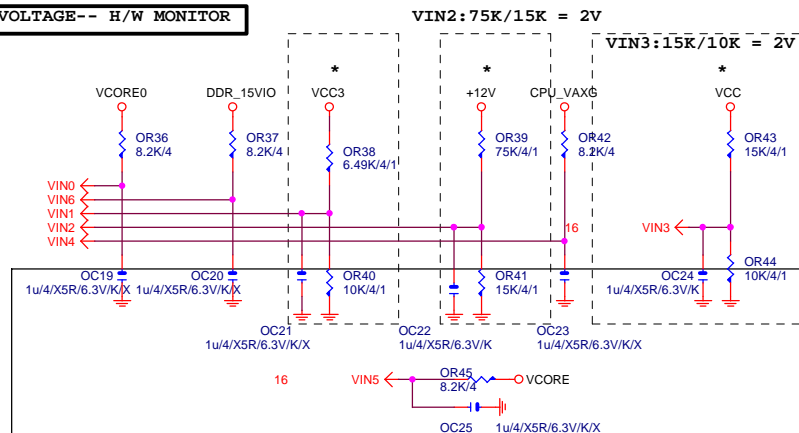 VOLTAGE-- H/W MONITOR
VIN2:75K/15K = 2V
VIN3:15K/10K = 2V
* * *
VCORE0 DDR_15VIO VCC3 +12V CPU_VAXG VCC
OR36 OR37 OR38 OR39 OR42 OR43
8.2K/4 8.2K/4 6.49K/4/1 75K/4/1 8.2K/4 15K/4/1
VIN0
VIN6
VIN1
VIN2 16 VIN3
VIN4
OC19 OC20 OR40 OR41 OC24 OR44
1u/4/X5R/6.3V/K/X 1u/4/X5R/6.3V/K/X 10K/4/1 15K/4/1 1u/4/X5R/6.3V/K 10K/4/1
OC21 OC22 OC23
1u/4/X5R/6.3V/K/X 1u/4/X5R/6.3V/K 1u/4/X5R/6.3V/K/X
16 VIN5 OR45 VCORE
8.2K/4
OC25 1u/4/X5R/6.3V/K/X